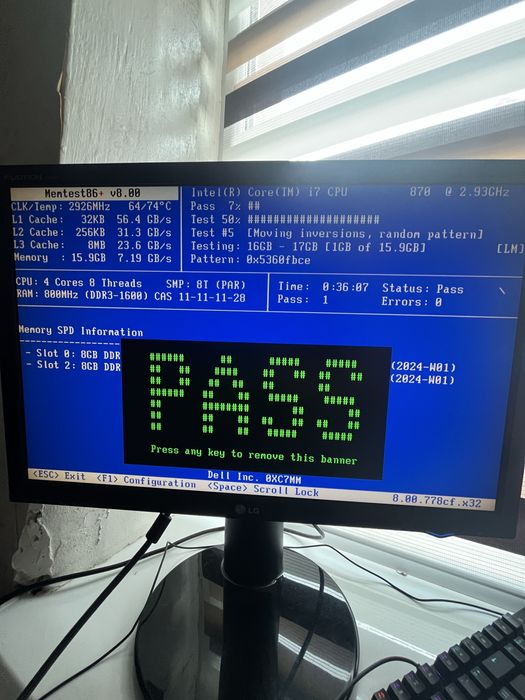 Memtest86+ v8.00
Intel(R) Core(TM) i7 CPU 870 @ 2.93GHz
CLK/Temp: 2926MHz 64/74°C
Pass 7% ##
L1 Cache: 32KB 56.4 GB/s
Test 50% ####################
L2 Cache: 256KB 31.3 GB/s
Test #5 [Moving inversions, random pattern]
L3 Cache: 8MB 23.6 GB/s
Testing: 16GB - 17GB [1GB of 15.9GB] [LM]
Memory : 15.9GB 7.19 GB/s
Pattern: 0x5360fbce
CPU: 4 Cores 8 Threads SMP: 8T (PAR)
Time: 0:36:07 Status: Pass \
RAM: 800MHz (DDR3-1600) CAS 11-11-11-28
Pass: 1 Errors: 0
Memory SPD Information
- Slot 0: 8GB DDR (2024-W01)
- Slot 2: 8GB DDR (2024-W01)
PASS
Press any key to remove this banner
Dell Inc. 0XC7MM
<ESC> Exit <F1> Configuration <Space> Scroll Lock 8.00.778cf.x32
LG